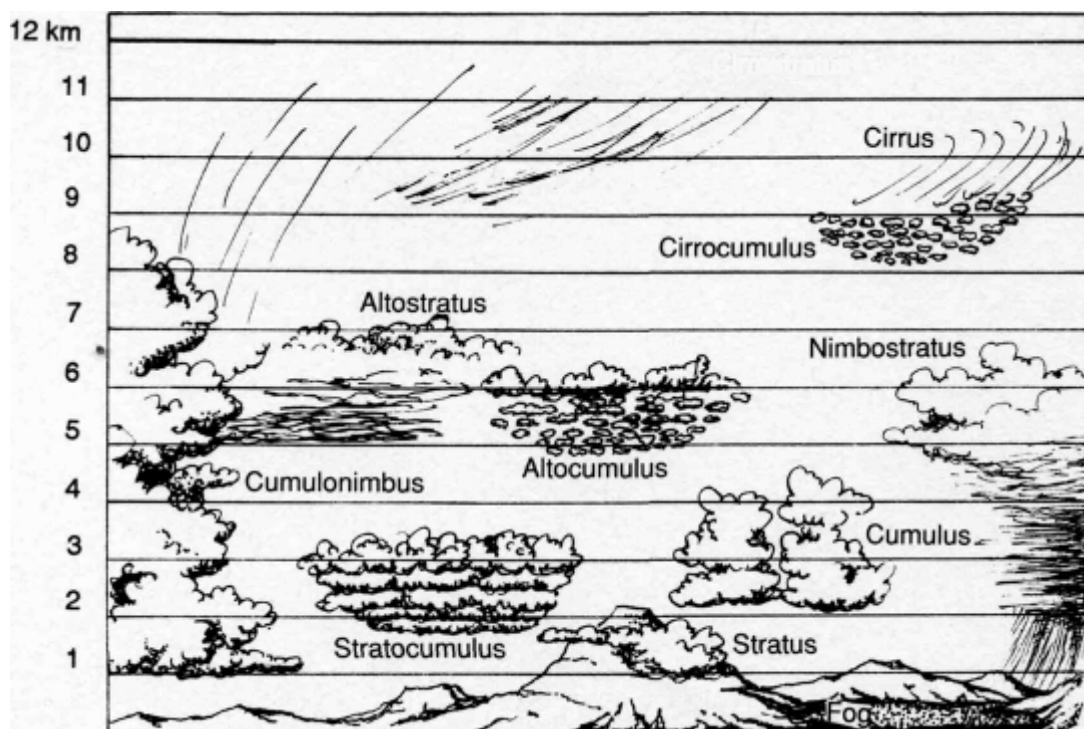 12 km
11
10
Cirrus
9
Cirrocumulus
8
Altostratus
7
Nimbostratus
6
5
Altocumulus
Cumulonimbus
4
Cumulus
3
2
Stratocumulus
Stratus
1
Fog